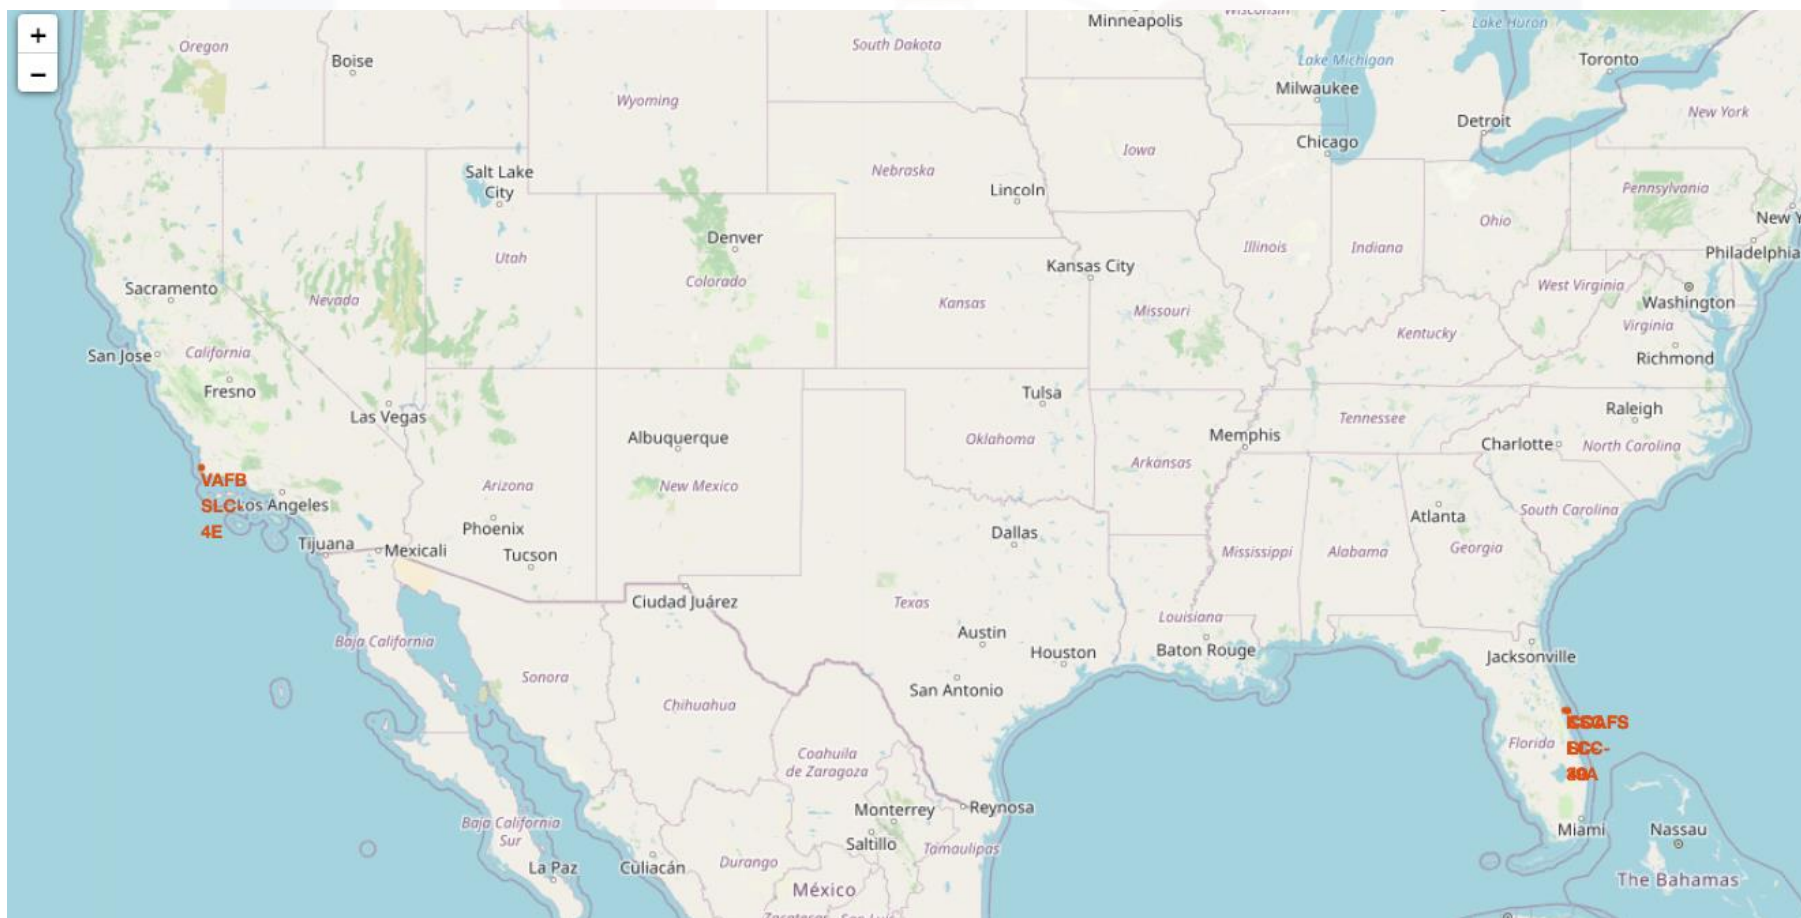 +
−
Oregon
Boise
South Dakota
Minneapolis
Wisconsin
Lake Huron
Lake Michigan
Toronto
Wyoming
Milwaukee
Detroit
New York
Chicago
Iowa
Salt Lake
City
Nebraska
Lincoln
Pennsylvania
New Y
Ohio
Denver
Illinois
Indiana
Philadelphia
Utah
Kansas City
Colorado
Sacramento
Nevada
Kansas
West Virginia
Washington
Missouri
Virginia
Kentucky
San Jose
California
Richmond
Fresno
Las Vegas
Tulsa
Raleigh
Tennessee
Albuquerque
Oklahoma
Memphis
Charlotte
North Carolina
Arkansas
VAFB
SLC-
4E
Los Angeles
Arizona
New Mexico
South Carolina
Atlanta
Phoenix
Dallas
Tijuana
Mexicali
Tucson
Mississippi
Alabama
Georgia
Ciudad Juárez
Texas
Louisiana
Baja California
Austin
Houston
Baton Rouge
Jacksonville
Sonora
San Antonio
Chihuahua
Florida
Coahuila
de Zaragoza
Monterrey
Reynosa
Baja California
Sur
Saltillo
Tamaulipas
Miami
Nassau
La Paz
Culiacán
Durango
México
The Bahamas